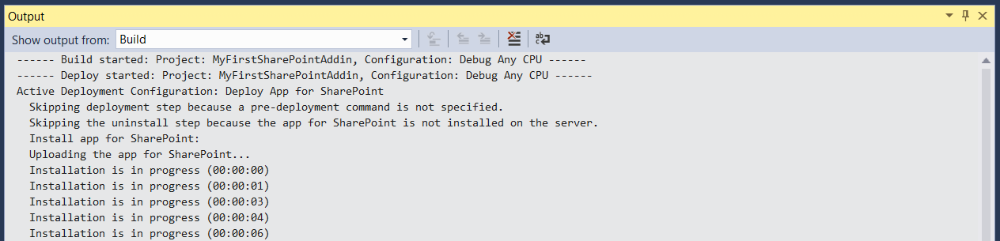 Output
Show output from: Build
------ Build started: Project: MyFirstSharePointAddin, Configuration: Debug Any CPU ------
------ Deploy started: Project: MyFirstSharePointAddin, Configuration: Debug Any CPU ------
Active Deployment Configuration: Deploy App for SharePoint
  Skipping deployment step because a pre-deployment command is not specified.
  Skipping the uninstall step because the app for SharePoint is not installed on the server.
  Install app for SharePoint:
  Uploading the app for SharePoint...
  Installation is in progress (00:00:00)
  Installation is in progress (00:00:01)
  Installation is in progress (00:00:03)
  Installation is in progress (00:00:04)
  Installation is in progress (00:00:06)